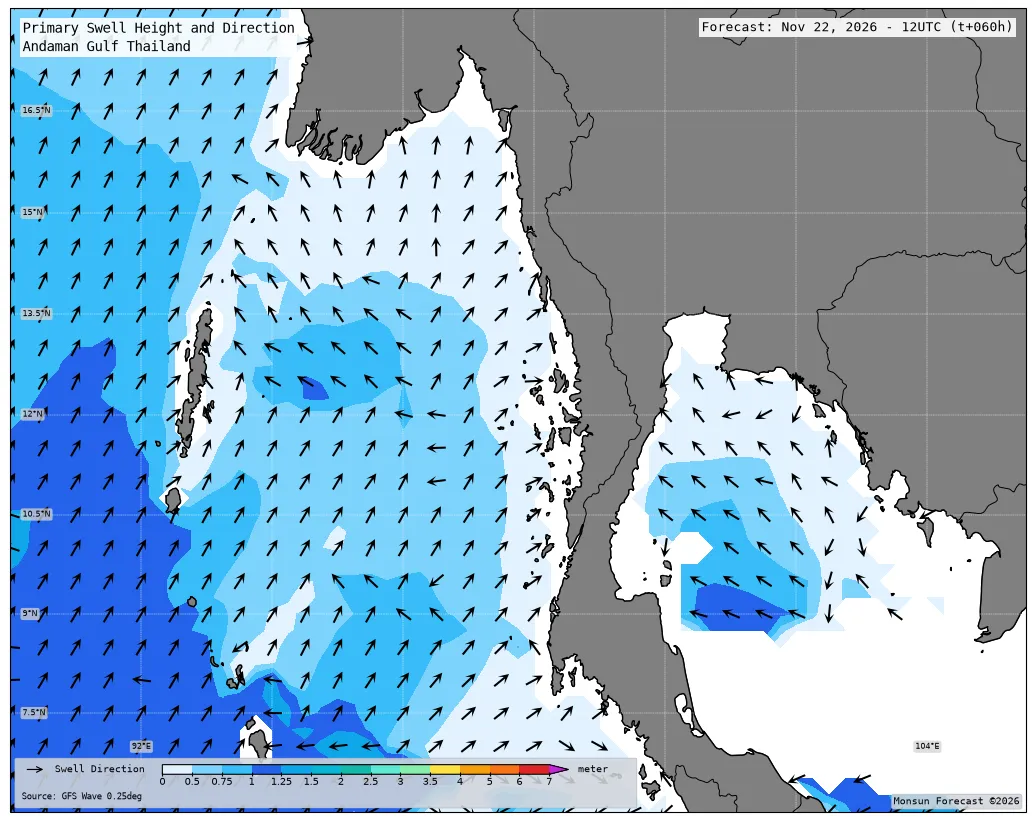 Primary Swell Height and Direction
Andaman Gulf Thailand
Forecast: Nov 22, 2026 - 12UTC (t+060h)
16.5°N
15°N
13.5°N
12°N
10.5°N
9°N
7.5°N
92°E
104°E
Swell Direction
0 0.5 0.75 1 1.25 1.5 2 2.5 3 3.5 4 5 6 7
meter
Source: GFS Wave 0.25deg
Monsun Forecast ©2026